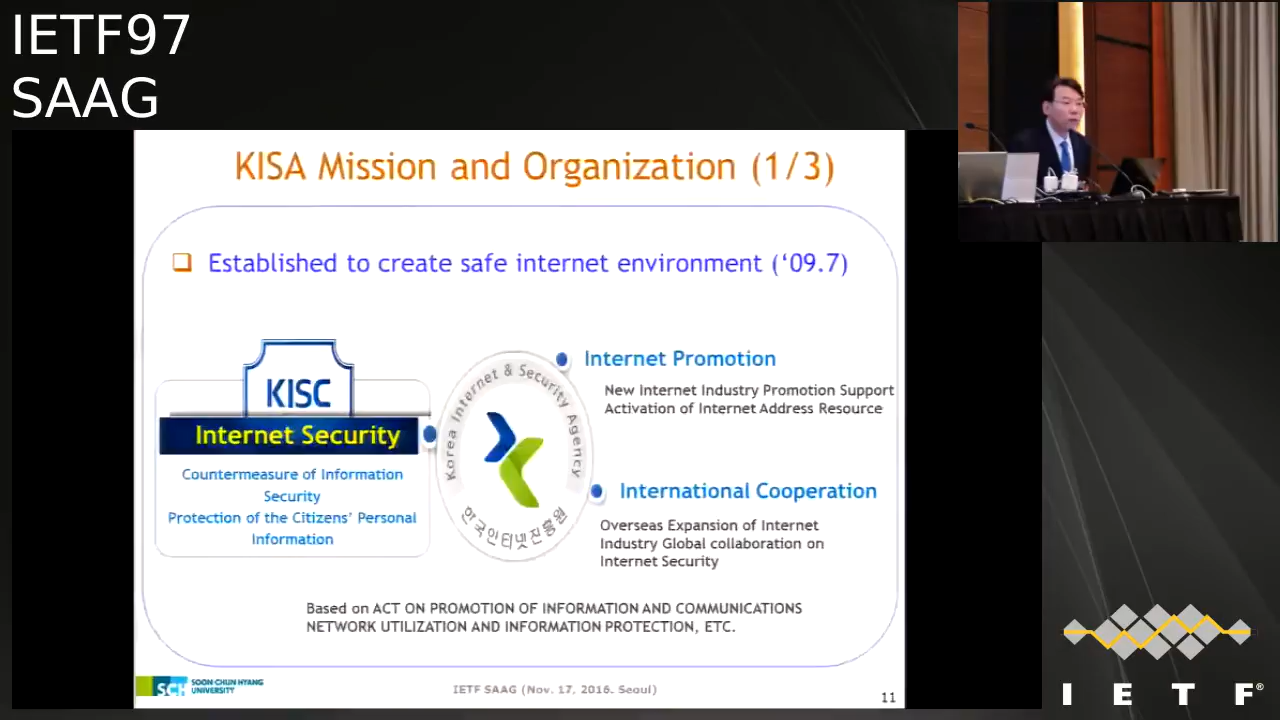 IETF97
SAAG
KISA Mission and Organization (1/3)
Established to create safe internet environment (‘09.7)
KISC
Internet Security
Countermeasure of Information
Security
Protection of the Citizens’ Personal
Information
Korea Internet & Security Agency
한국인터넷진흥원
Internet Promotion
New Internet Industry Promotion Support
Activation of Internet Address Resource
International Cooperation
Overseas Expansion of Internet
Industry Global collaboration on
Internet Security
Based on ACT ON PROMOTION OF INFORMATION AND COMMUNICATIONS
NETWORK UTILIZATION AND INFORMATION PROTECTION, ETC.
SCH SOON CHUN HYANG
UNIVERSITY
IETF SAAG (Nov. 17, 2016. Seoul)
11
I E T F®